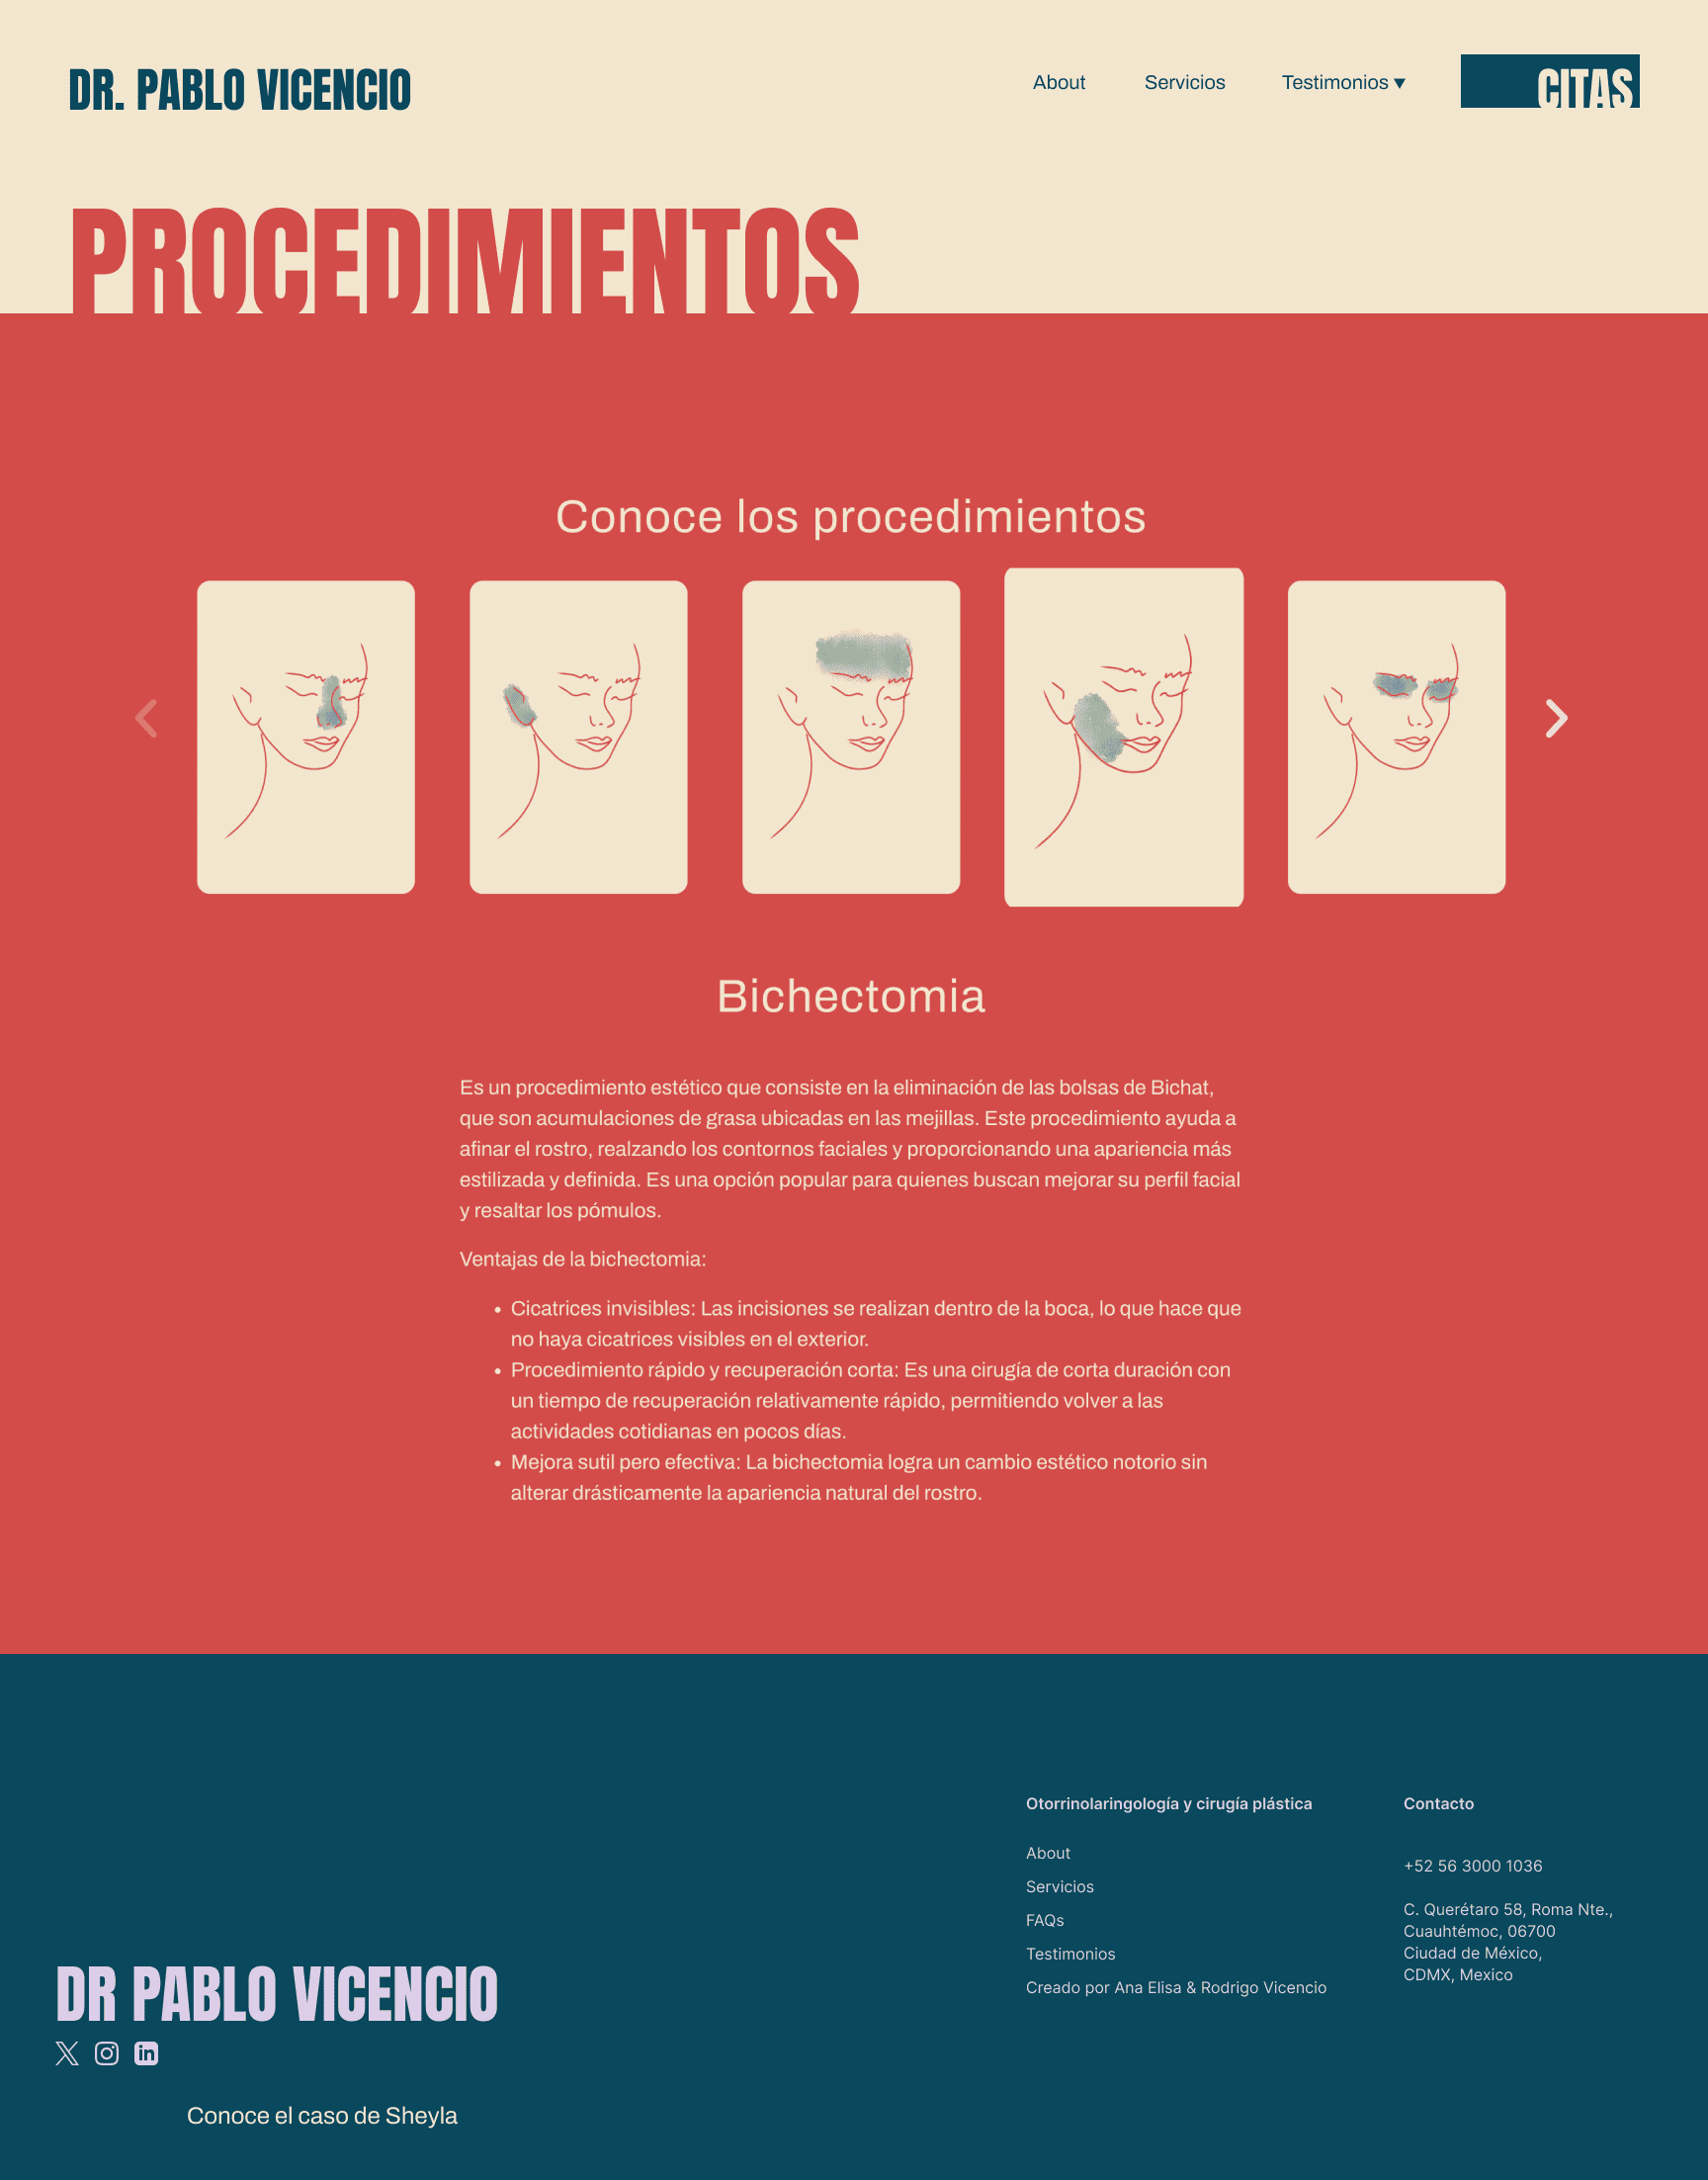 DR. PABLO VICENCIO
About
Servicios
Testimonios ▼
CITAS
PROCEDIMIENTOS
Conoce los procedimientos
Bichectomia
Es un procedimiento estético que consiste en la eliminación de las bolsas de Bichat,
que son acumulaciones de grasa ubicadas en las mejillas. Este procedimiento ayuda a
afinar el rostro, realzando los contornos faciales y proporcionando una apariencia más
estilizada y definida. Es una opción popular para quienes buscan mejorar su perfil facial
y resaltar los pómulos.
Ventajas de la bichectomia:
• Cicatrices invisibles: Las incisiones se realizan dentro de la boca, lo que hace que
no haya cicatrices visibles en el exterior.
• Procedimiento rápido y recuperación corta: Es una cirugía de corta duración con
un tiempo de recuperación relativamente rápido, permitiendo volver a las
actividades cotidianas en pocos días.
• Mejora sutil pero efectiva: La bichectomia logra un cambio estético notorio sin
alterar drásticamente la apariencia natural del rostro.
Otorrinolaringología y cirugía plástica
About
Servicios
FAQs
Testimonios
Creado por Ana Elisa & Rodrigo Vicencio
Contacto
+52 56 3000 1036
C. Querétaro 58, Roma Nte.,
Cuauhtémoc, 06700
Ciudad de México,
CDMX, Mexico
DR PABLO VICENCIO
Conoce el caso de Sheyla